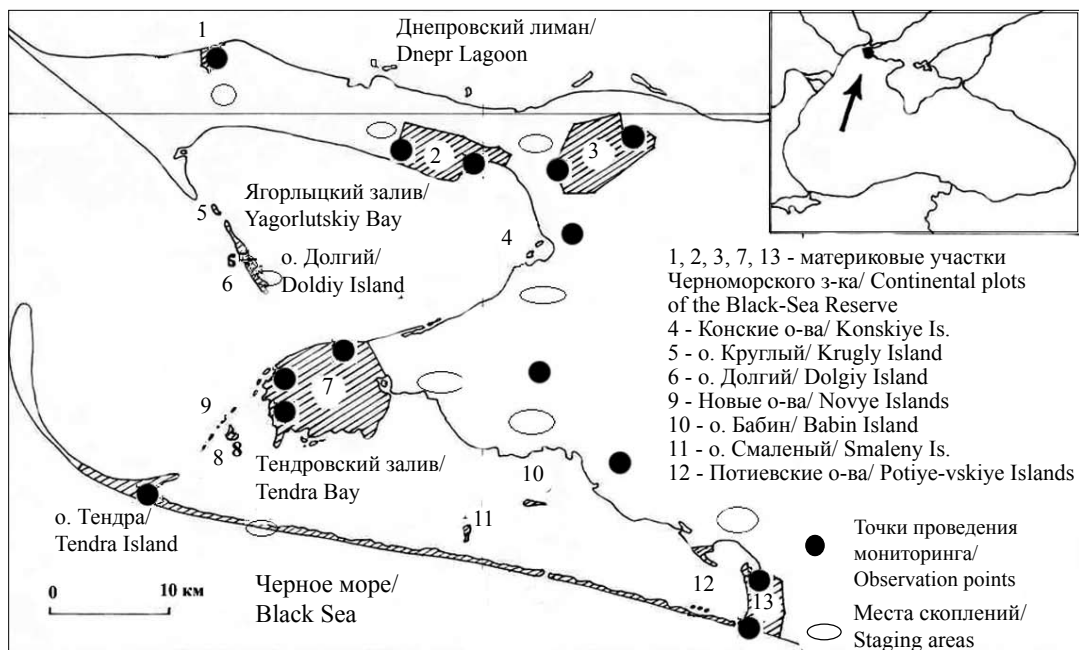 1
Днепровский лиман/
Dnepr Lagoon
2
3
Ягорлыцкий залив/
Yagorlutskiy Bay
4
5
о. Долгий/
Doldiy Island
6
7
9
8
8
Тендровский залив/
Tendra Bay
10
о. Тендра/
Tendra Island
11
12
13
0 10 км
Черное море/
Black Sea
1, 2, 3, 7, 13 - материковые участки
Черноморского з-ка/ Continental plots
of the Black-Sea Reserve
4 - Конские о-ва/ Konskiye Is.
5 - о. Круглый/ Krugly Island
6 - о. Долгий/ Dolgiy Island
9 - Новые о-ва/ Novye Islands
10 - о. Бабин/ Babin Island
11 - о. Смаленый/ Smaleny Is.
12 - Потиевские о-ва/ Potiye-vskiye Islands
Точки проведения
мониторинга/
Observation points
Места скоплений/
Staging areas